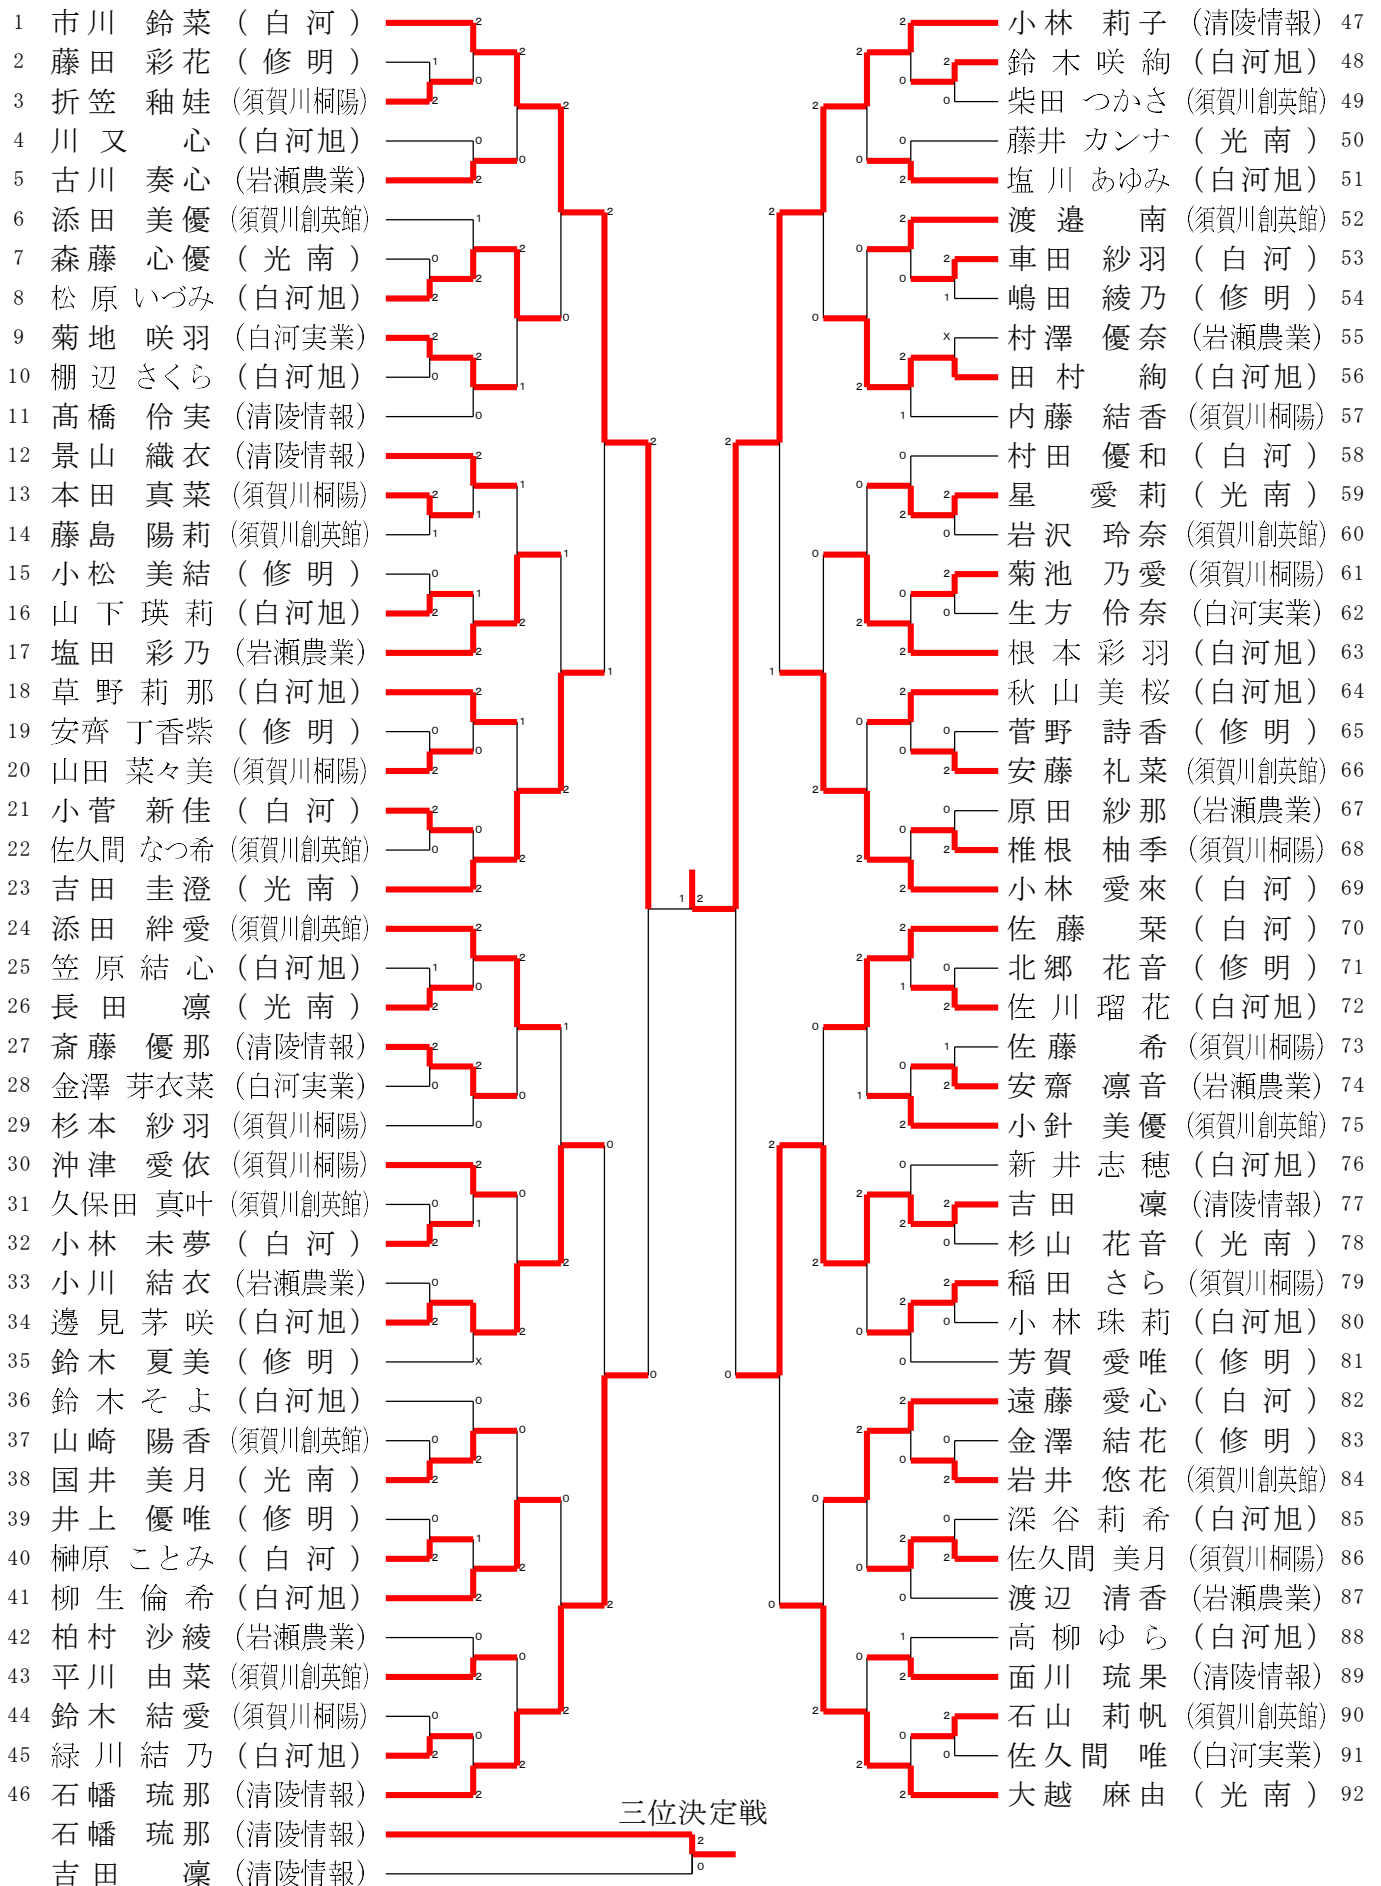 1 市川 鈴菜 (白河)
2 藤田 彩花 (修明)
3 折笠 釉娃 (須賀川桐陽)
4 川又 心 (白河旭)
5 古川 奏心 (岩瀬農業)
6 添田 美優 (須賀川創英館)
7 森藤 心優 (光南)
8 松原 いづみ (白河旭)
9 菊地 咲羽 (白河実業)
10 棚辺 さくら (白河旭)
11 髙橋 伶実 (清陵情報)
12 景山 織衣 (清陵情報)
13 本田 真菜 (須賀川桐陽)
14 藤島 陽莉 (須賀川創英館)
15 小松 美結 (修明)
16 山下 瑛莉 (白河旭)
17 塩田 彩乃 (岩瀬農業)
18 草野 莉那 (白河旭)
19 安齊 丁香紫 (修明)
20 山田 菜々美 (須賀川桐陽)
21 小菅 新佳 (白河)
22 佐久間 なつ希 (須賀川創英館)
23 吉田 圭澄 (光南)
24 添田 絆愛 (須賀川創英館)
25 笠原 結心 (白河旭)
26 長田 凛 (光南)
27 斎藤 優那 (清陵情報)
28 金澤 芽衣菜 (白河実業)
29 杉本 紗羽 (須賀川桐陽)
30 沖津 愛依 (須賀川桐陽)
31 久保田 真叶 (須賀川創英館)
32 小林 未夢 (白河)
33 小川 結衣 (岩瀬農業)
34 邊見 茅咲 (白河旭)
35 鈴木 夏美 (修明)
36 鈴木 そよ (白河旭)
37 山崎 陽香 (須賀川創英館)
38 国井 美月 (光南)
39 井上 優唯 (修明)
40 榊原 ことみ (白河)
41 柳生 倫希 (白河旭)
42 柏村 沙綾 (岩瀬農業)
43 平川 由菜 (須賀川創英館)
44 鈴木 結愛 (須賀川桐陽)
45 緑川 結乃 (白河旭)
46 石幡 琉那 (清陵情報)
小林 莉子 (清陵情報) 47
鈴木 咲絢 (白河旭) 48
柴田 つかさ (須賀川創英館) 49
藤井 カンナ (光南) 50
塩川 あゆみ (白河旭) 51
渡邉 南 (須賀川創英館) 52
車田 紗羽 (白河) 53
嶋田 綾乃 (修明) 54
村澤 優奈 (岩瀬農業) 55
田村 絢 (白河旭) 56
内藤 結香 (須賀川桐陽) 57
村田 優和 (白河) 58
星 愛莉 (光南) 59
岩沢 玲奈 (須賀川創英館) 60
菊池 乃愛 (須賀川桐陽) 61
生方 伶奈 (白河実業) 62
根本 彩羽 (白河旭) 63
秋山 美桜 (白河旭) 64
菅野 詩香 (修明) 65
安藤 礼菜 (須賀川創英館) 66
原田 紗那 (岩瀬農業) 67
椎根 柚季 (須賀川桐陽) 68
小林 愛來 (白河) 69
佐藤 栞 (白河) 70
北郷 花音 (修明) 71
佐川 瑠花 (白河旭) 72
佐藤 希 (須賀川桐陽) 73
安齋 凛音 (岩瀬農業) 74
小針 美優 (須賀川創英館) 75
新井 志穂 (白河旭) 76
吉田 凜 (清陵情報) 77
杉山 花音 (光南) 78
稲田 さら (須賀川桐陽) 79
小林 珠莉 (白河旭) 80
芳賀 愛唯 (修明) 81
遠藤 愛心 (白河) 82
金澤 結花 (修明) 83
岩井 悠花 (須賀川創英館) 84
深谷 莉希 (白河旭) 85
佐久間 美月 (須賀川桐陽) 86
渡辺 清香 (岩瀬農業) 87
高柳 ゆら (白河旭) 88
面川 琉果 (清陵情報) 89
石山 莉帆 (須賀川創英館) 90
佐久間 唯 (白河実業) 91
大越 麻由 (光南) 92
1 2
三位決定戦
石幡 琉那 (清陵情報) 2
吉田 凜 (清陵情報) 0